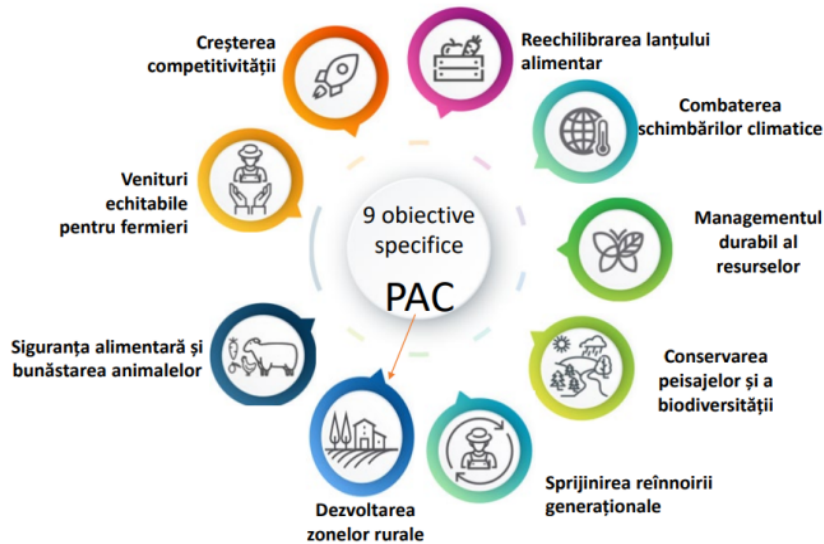 Creșterea
competitivității
Reechilibrarea lanțului
alimentar
Combaterea
schimbărilor climatice
Venituri
echitabile
pentru fermieri
9 obiective
specifice
PAC
Managementul
durabil al
resurselor
Siguranța alimentară și
bunăstarea animalelor
Conservarea
peisajelor și a
biodiversității
Dezvoltarea
zonelor rurale
Sprijinirea reînnoirii
generaționale